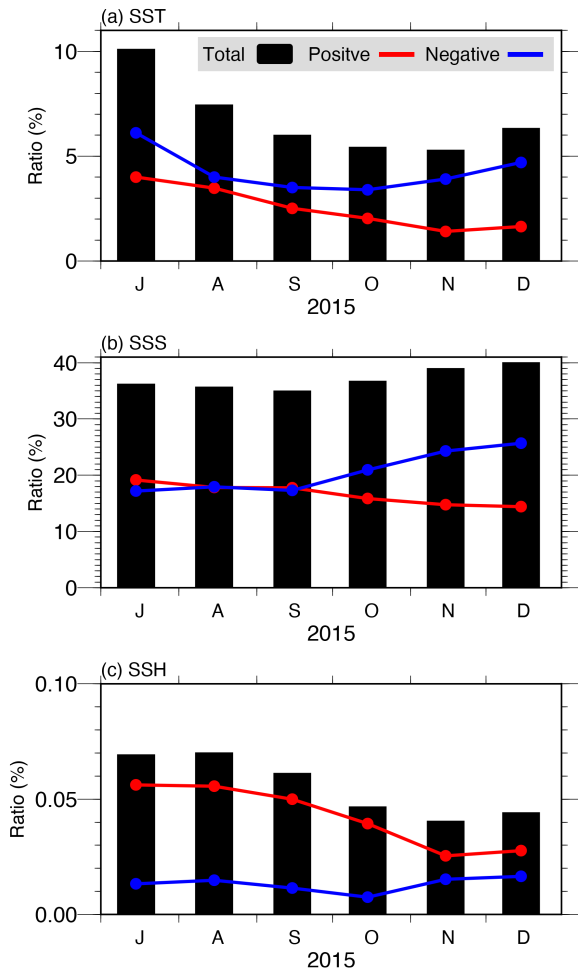 (a) SST
Total Positve Negative
10
5
0
Ratio (%)
J A S O N D
2015
(b) SSS
40
30
20
10
0
Ratio (%)
J A S O N D
2015
(c) SSH
0.10
0.05
0.00
Ratio (%)
J A S O N D
2015